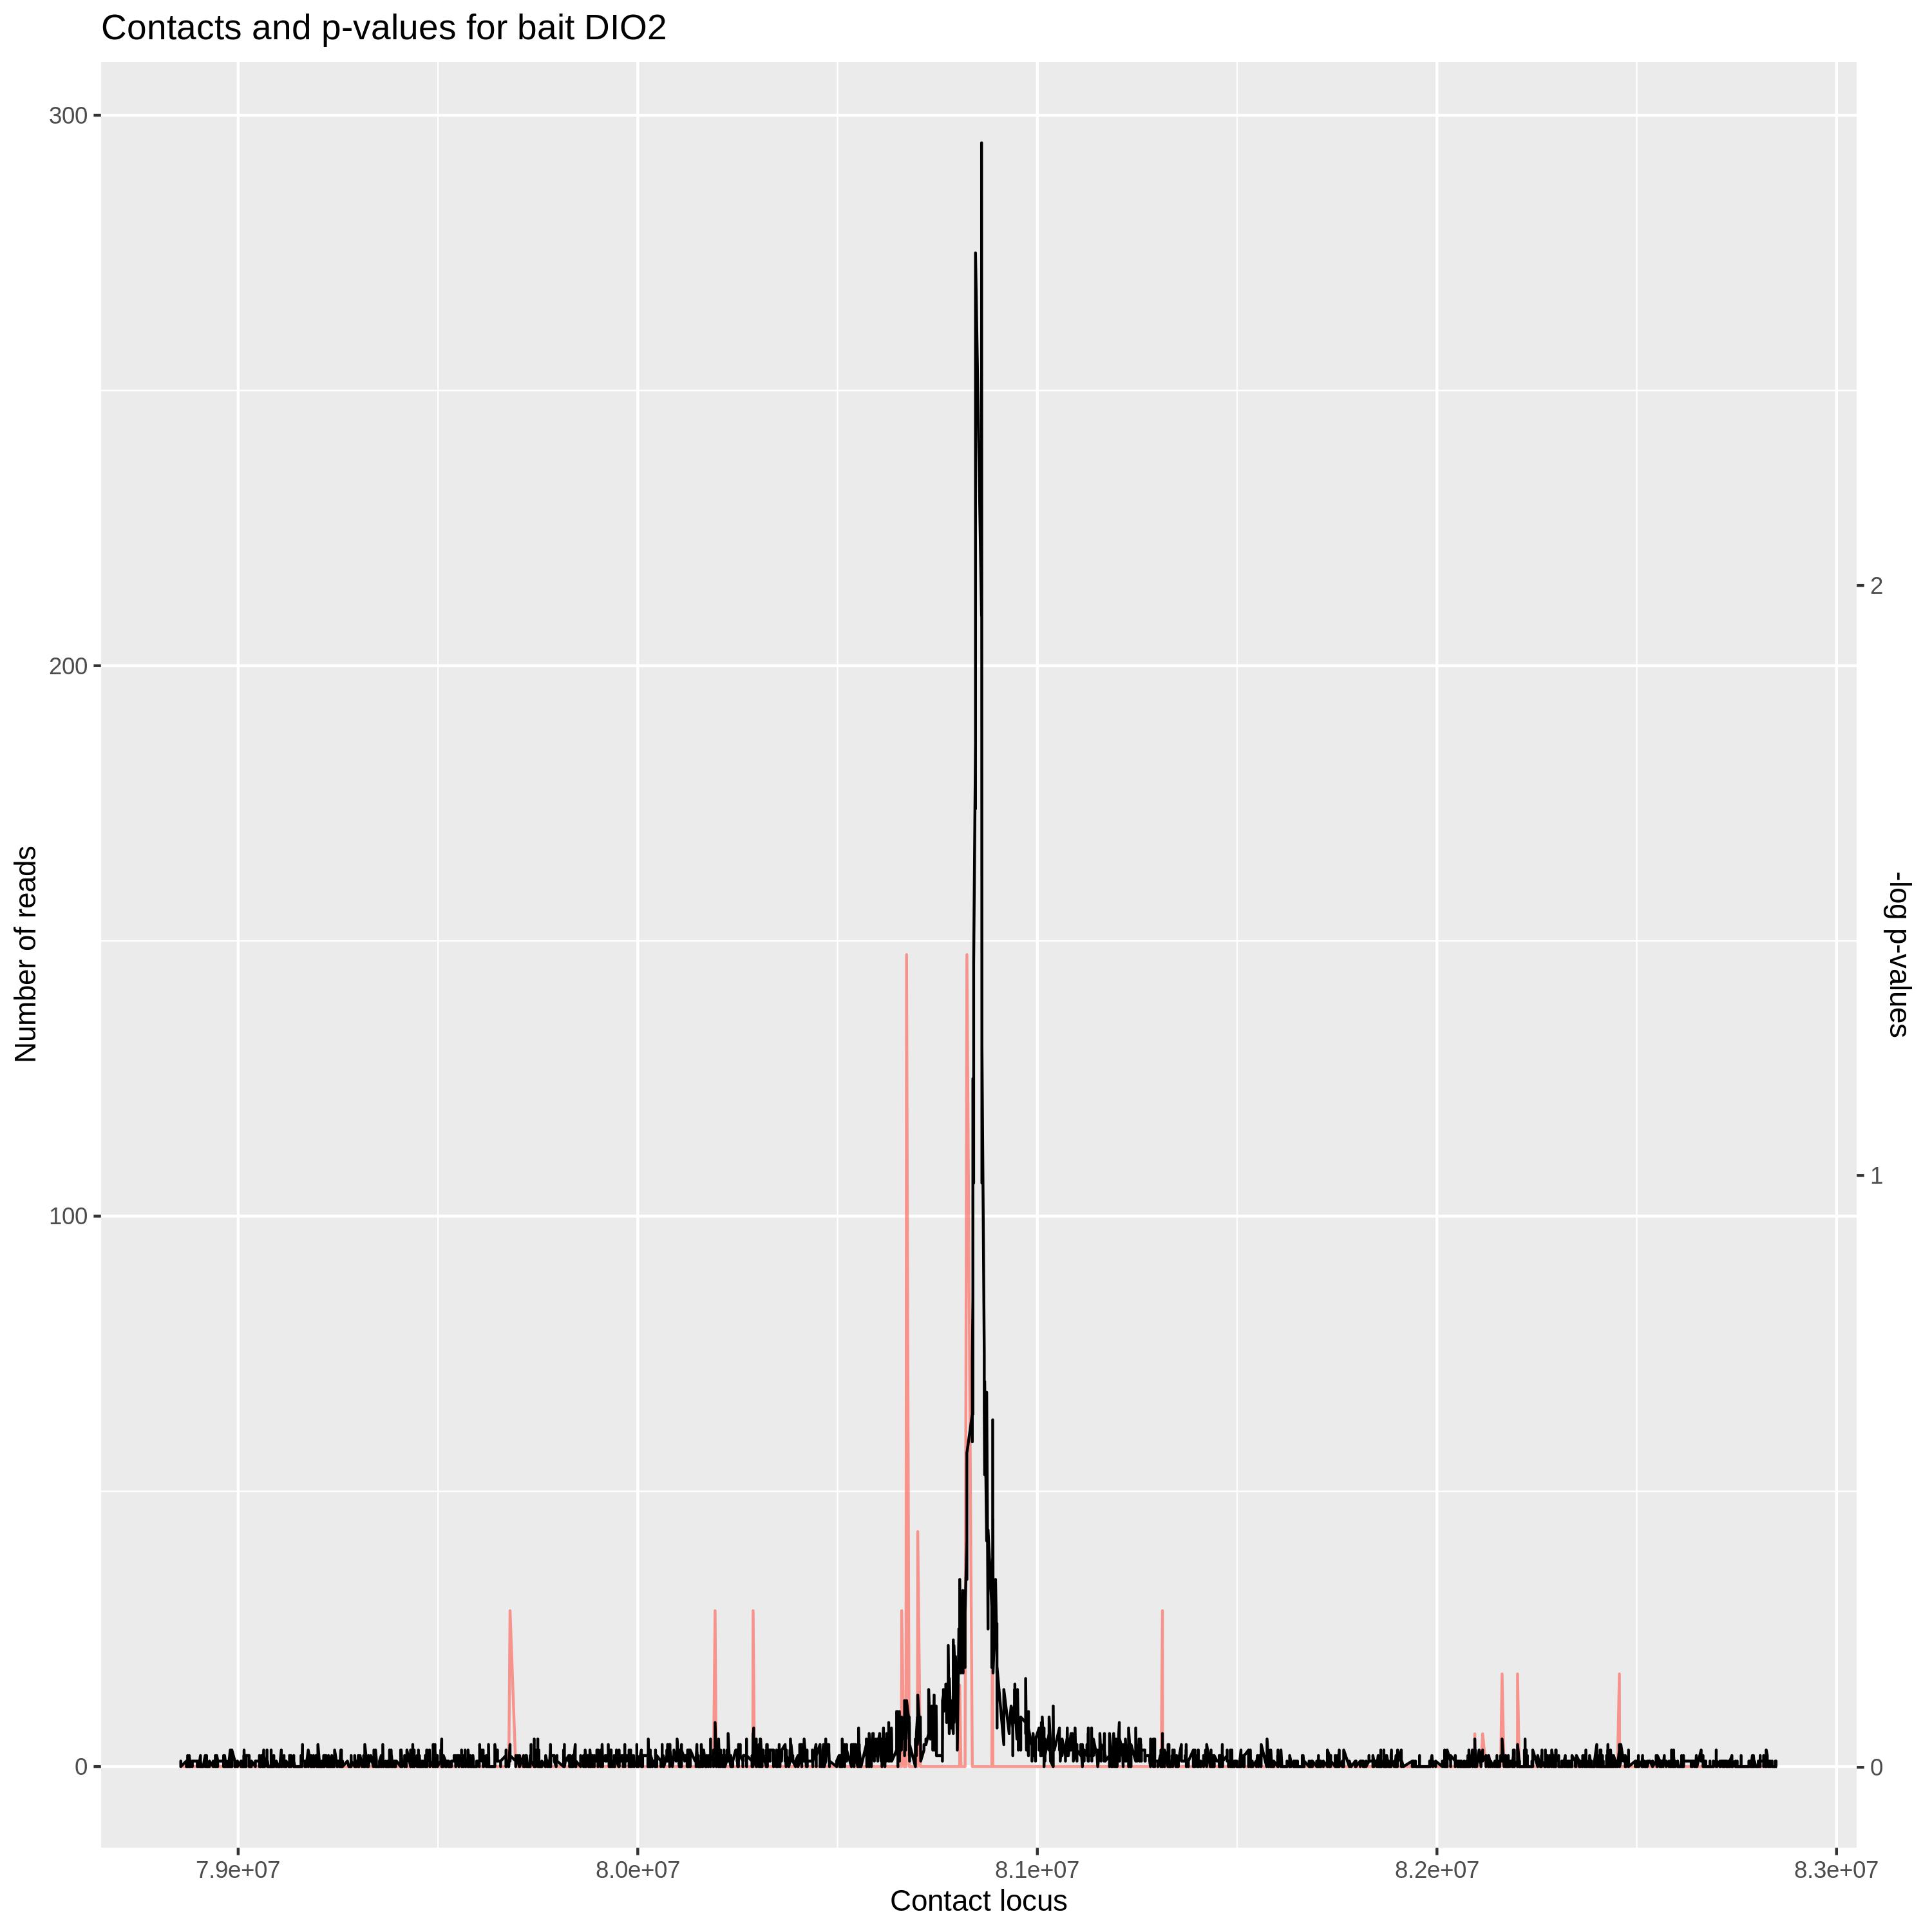 Contacts and p-values for bait DIO2
300
200
100
0
Number of reads
2
1
0
-log p-values
7.9e+07 8.0e+07 8.1e+07 8.2e+07 8.3e+07
Contact locus